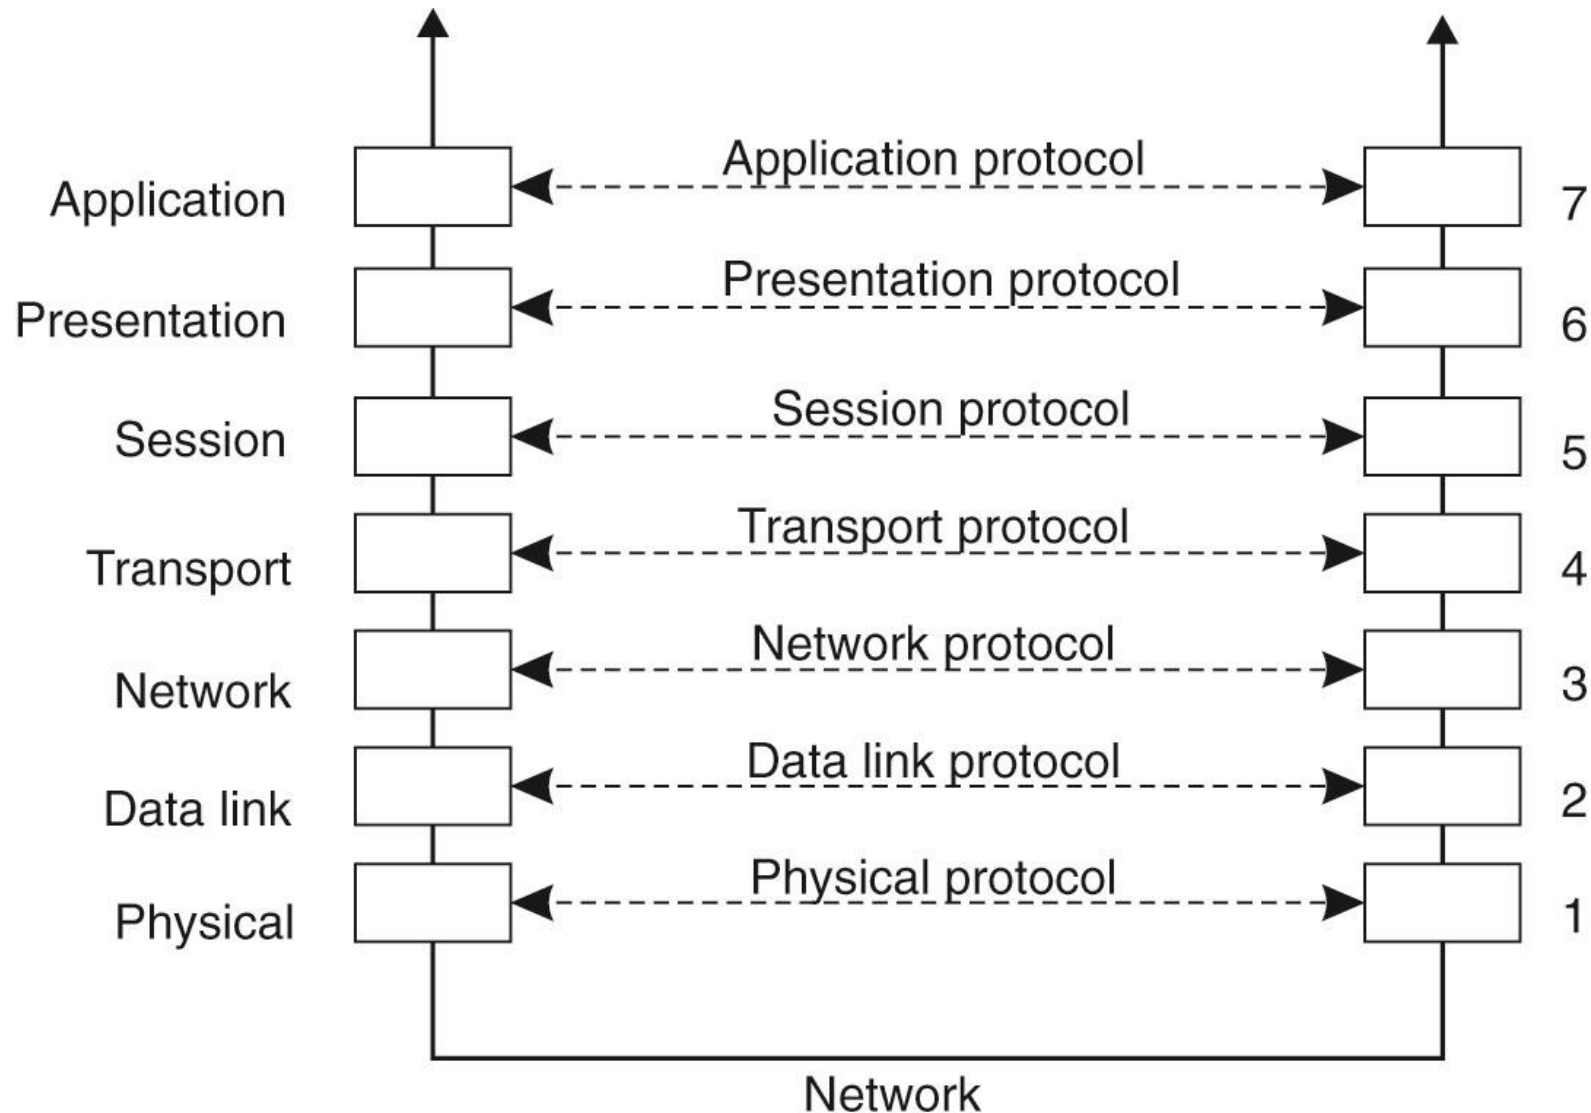 Application protocol
Application
7
Presentation protocol
Presentation
6
Session protocol
Session
5
Transport protocol
Transport
4
Network protocol
Network
3
Data link protocol
Data link
2
Physical protocol
Physical
1
Network